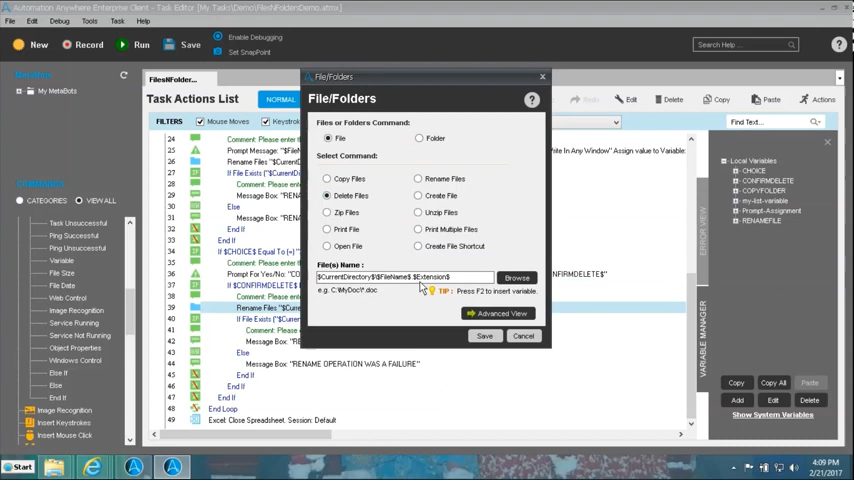 Automation Anywhere Enterprise Client - Task Editor [My Tasks\Demo\FilesNFoldersDemo.atmx]
File Edit Debug Tools Task Help
New Record Run Save
Enable Debugging
Set SnapPoint
Search Help ...
MetaBots
My MetaBots
FilesNFolder...
Task Actions List NORMAL
Redo Edit Delete Copy Paste Actions
FILTERS Mouse Moves Keystrok
Find Text...
COMMANDS
CATEGORIES VIEW ALL
Task Unsuccessful
Ping Successful
Ping Unsuccessful
Variable
File Size
File Date
Web Control
Image Recognition
Service Running
Service Not Running
Object Properties
Windows Control
Else If
Else
End If
Image Recognition
Insert Keystrokes
Insert Mouse Click
24 Comment: Please ente
25 Prompt Message: "$FileN
rite In Any Window" Assign value to Variable:
26 Rename Files "$Current
27 If File Exists ("$CurrentD
28 Comment: Please ent
29 Message Box: "RENA
30 Else
31 Message Box: "RENA
32 End If
33 End If
34 If $CHOICE$ Equal To (=) "
35 Comment: Please ente
36 Prompt For Yes/No: "CO
ONFIRMDELETE$"
37 If $CONFIRMDELETE$ E
38 Comment: Please ent
39 Rename Files "$Curre
40 If File Exists ("$Curre
41 Comment: Please e
42 Message Box: "REN
43 Else
44 Message Box: "RENAME OPERATION WAS A FAILURE"
45 End If
46 End If
47 End If
48 End Loop
49 Excel: Close Spreadsheet. Session: Default
File/Folders
File/Folders
Files or Folders Command:
File Folder
Select Command:
Copy Files Rename Files
Delete Files Create File
Zip Files Unzip Files
Print File Print Multiple Files
Open File Create File Shortcut
File(s) Name :
$CurrentDirectory$\$FileName$.$Extension$ Browse
e.g. C:\MyDoc\*.doc TIP : Press F2 to insert variable.
Advanced View
Save Cancel
ERROR VIEW
VARIABLE MANAGER
Local Variables
CHOICE
CONFIRMDELETE
COPYFOLDER
my-list-variable
Prompt-Assignment
RENAMEFILE
Copy Copy All Paste
Add Edit Delete
Show System Variables
Start
4:09 PM
2/21/2017